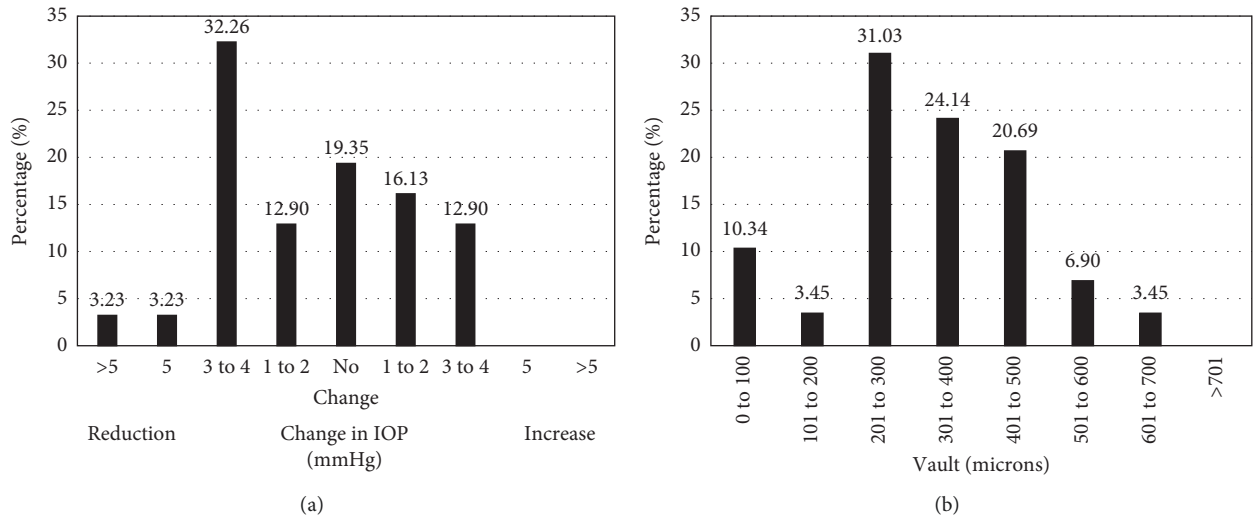 35
30
25
20
15
10
5
0
Percentage (%)
3.23
3.23
32.26
12.90
19.35
16.13
12.90
>5
5
3 to 4
1 to 2
No
Change
1 to 2
3 to 4
5
>5
Reduction
Change in IOP
(mmHg)
Increase
(a)
35
30
25
20
15
10
5
0
Percentage (%)
10.34
3.45
31.03
24.14
20.69
6.90
3.45
0 to 100
101 to 200
201 to 300
301 to 400
401 to 500
501 to 600
601 to 700
>701
Vault (microns)
(b)